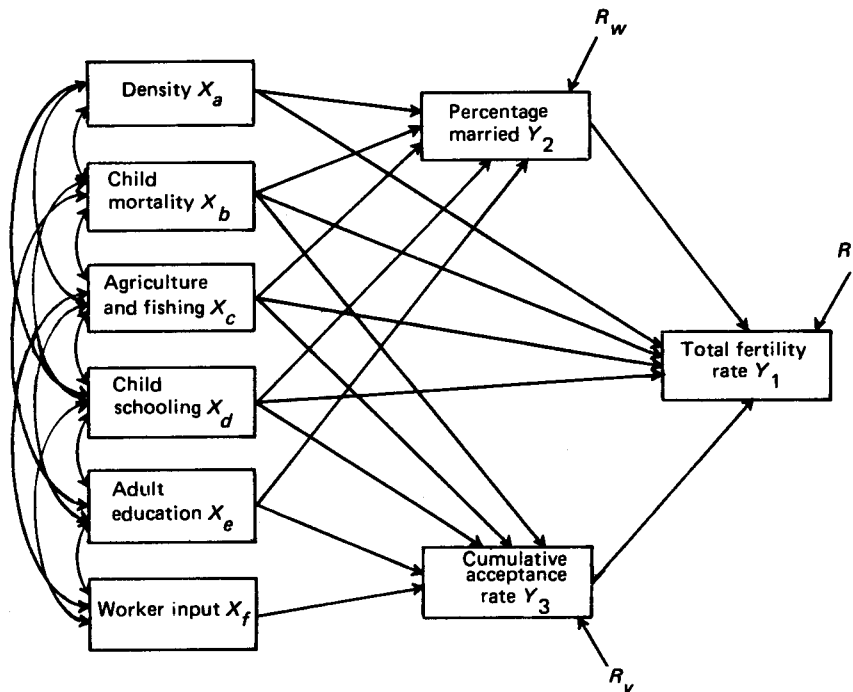 R_w
Density X_a
Percentage
married Y_2
Child
mortality X_b
R
Agriculture
and fishing X_c
Total fertility
rate Y_1
Child
schooling X_d
Adult
education X_e
Cumulative
acceptance
rate Y_3
Worker input X_f
R_v